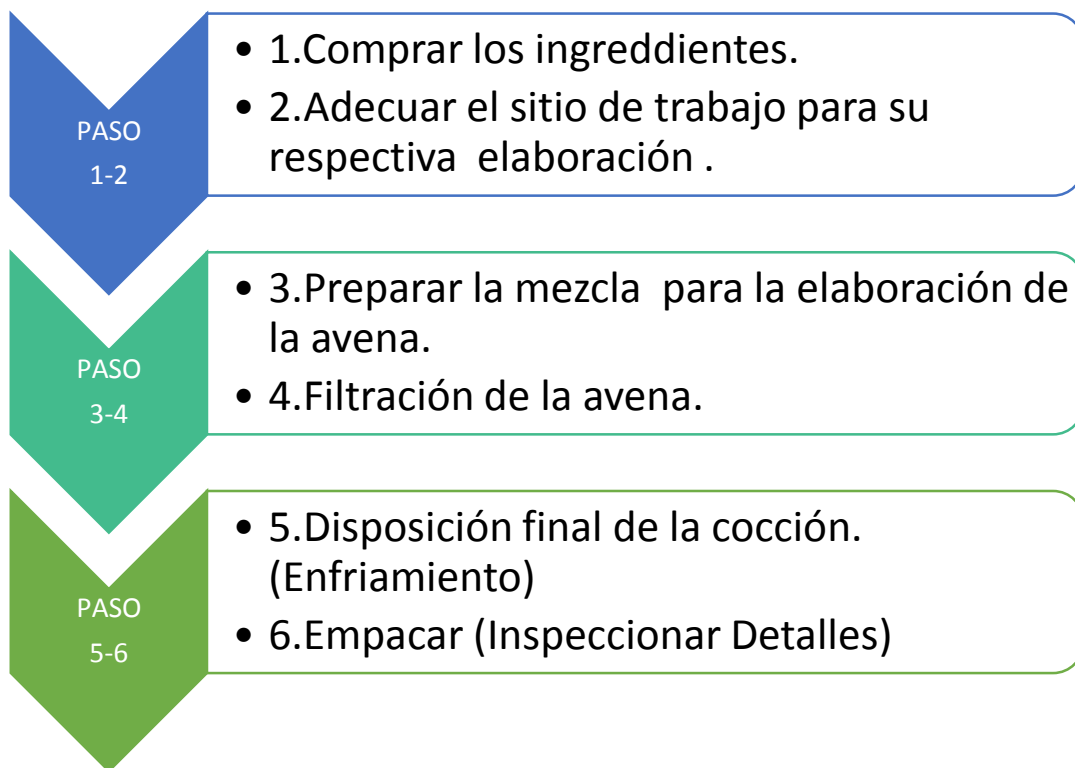 PASO
1-2
• 1.Comprar los ingreddientes.
• 2.Adecuar el sitio de trabajo para su
respectiva elaboración .
PASO
3-4
• 3.Preparar la mezcla para la elaboración de
la avena.
• 4.Filtración de la avena.
PASO
5-6
• 5.Disposición final de la cocción.
(Enfriamiento)
• 6.Empacar (Inspeccionar Detalles)